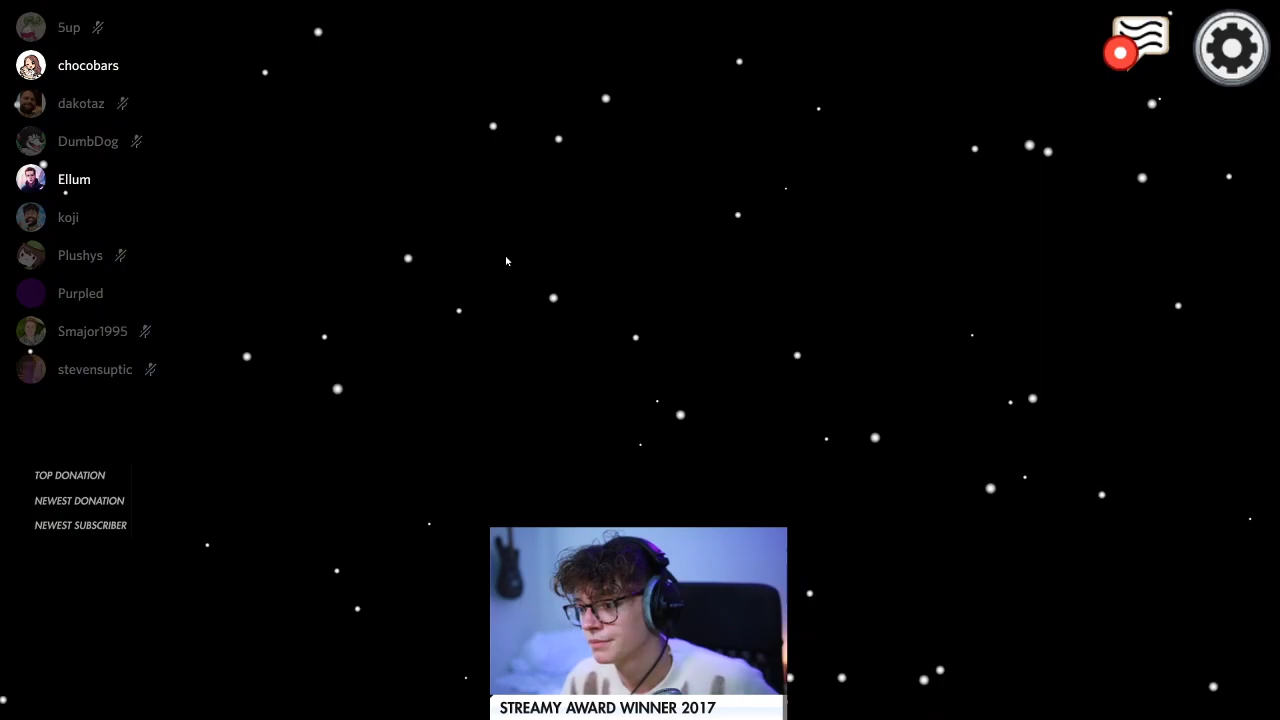 5up
chocobars
dakotaz
DumbDog
Ellum
koji
Plushys
Purpled
Smajor1995
stevensuptic
TOP DONATION
NEWEST DONATION
NEWEST SUBSCRIBER
STREAMY AWARD WINNER 2017